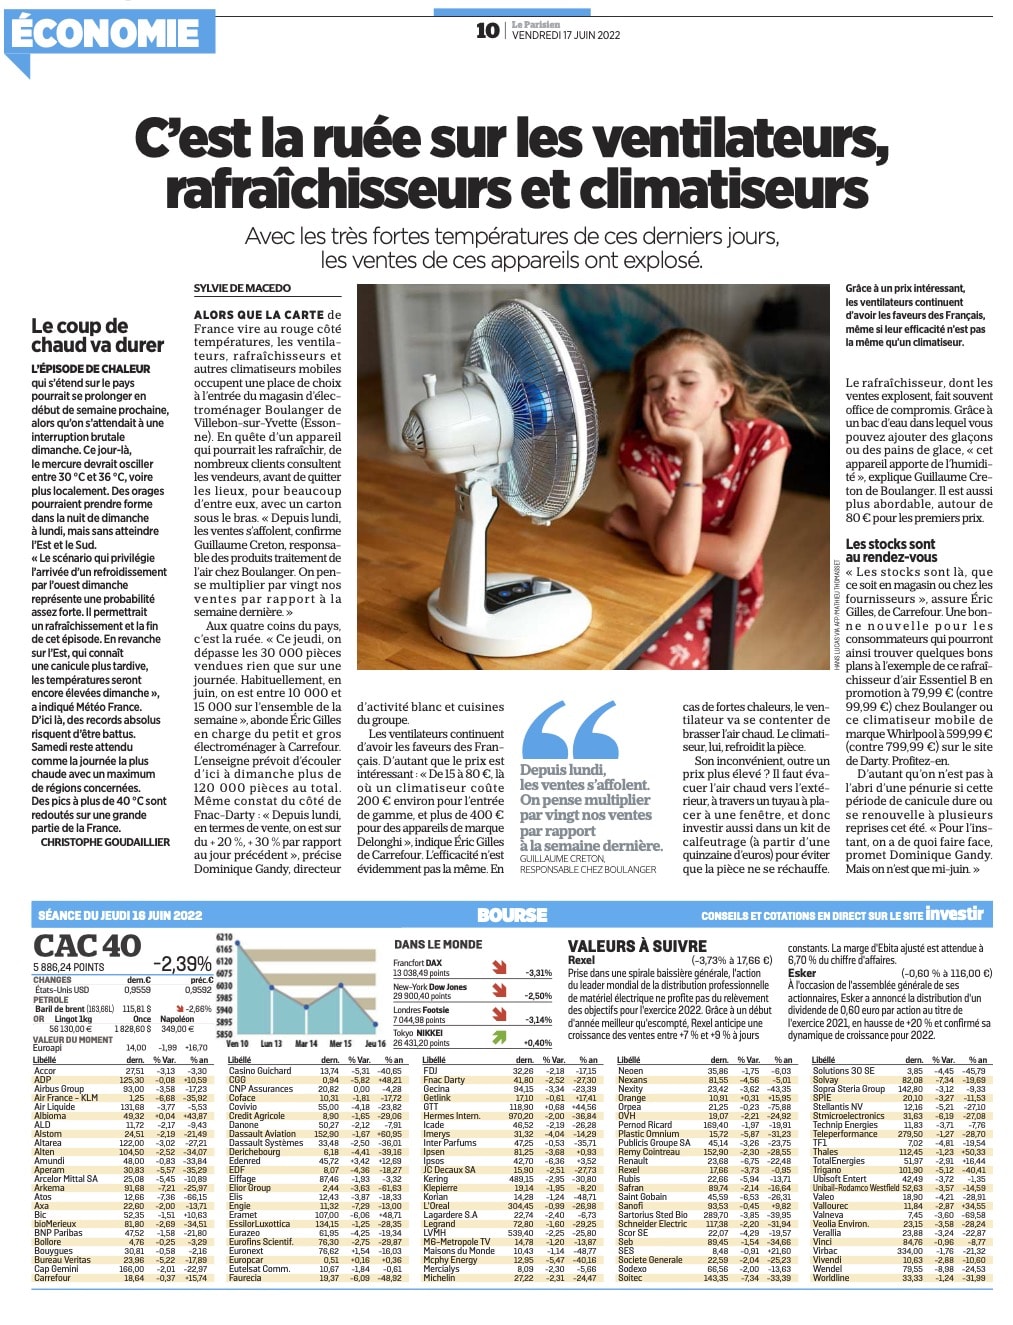 ÉCONOMIE
10
Le Parisien
VENDREDI 17 JUIN 2022
C’est la ruée sur les ventilateurs,
rafraîchisseurs et climatiseurs
Avec les très fortes températures de ces derniers jours,
les ventes de ces appareils ont explosé.
Le coup de
chaud va durer
L’ÉPISODE DE CHALEUR
qui s’étend sur le pays
pourrait se prolonger en
début de semaine prochaine,
alors qu’on s’attendait à une
interruption brutale
dimanche. Ce jour-là,
le mercure devrait osciller
entre 30 °C et 36 °C, voire
plus localement. Des orages
pourraient prendre forme
dans la nuit de dimanche
à lundi, mais sans atteindre
l’Est et le Sud.
« Le scénario qui privilégie
l’arrivée d’un refroidissement
par l’ouest dimanche
représente une probabilité
assez forte. Il permettrait
un rafraîchissement et la fin
de cet épisode. En revanche
sur l’Est, qui connaît
une canicule plus tardive,
les températures seront
encore élevées dimanche »,
a indiqué Météo France.
D’ici là, des records absolus
risquent d’être battus.
Samedi reste attendu
comme la journée la plus
chaude avec un maximum
de régions concernées.
Des pics à plus de 40 °C sont
redoutés sur une grande
partie de la France.
CHRISTOPHE GOUDAILLIER
SYLVIE DE MACEDO
ALORS QUE LA CARTE de
France vire au rouge côté
températures, les ventila-
teurs, rafraîchisseurs et
autres climatiseurs mobiles
occupent une place de choix
à l’entrée du magasin d’élec-
troménager Boulanger de
Villebon-sur-Yvette (Esson-
ne). En quête d’un appareil
qui pourrait les rafraîchir, de
nombreux clients consultent
les vendeurs, avant de quitter
les lieux, pour beaucoup
d’entre eux, avec un carton
sous le bras. « Depuis lundi,
les ventes s’affolent, confirme
Guillaume Creton, responsa-
ble des produits traitement de
l’air chez Boulanger. On pen-
se multiplier par vingt nos
ventes par rapport à la
semaine dernière. »
Aux quatre coins du pays,
c’est la ruée. « Ce jeudi, on
dépasse les 30 000 pièces
vendues rien que sur une
journée. Habituellement, en
juin, on est entre 10 000 et
15 000 sur l’ensemble de la
semaine », abonde Éric Gilles
en charge du petit et gros
électroménager à Carrefour.
L’enseigne prévoit d’écouler
d’ici à dimanche plus de
120 000 pièces au total.
Même constat du côté de
Fnac-Darty : « Depuis lundi,
en termes de vente, on est sur
du + 20 %, + 30 % par rapport
au jour précédent », précise
Dominique Gandy, directeur
d’activité blanc et cuisines
du groupe.
Les ventilateurs continuent
d’avoir les faveurs des Fran-
çais. D’autant que le prix est
intéressant : « De 15 à 80 €, là
où un climatiseur coûte
200 € environ pour l’entrée
de gamme, et plus de 400 €
pour des appareils de marque
Delonghi », indique Éric Gilles
de Carrefour. L’efficacité n’est
évidemment pas la même. En
Depuis lundi,
les ventes s’affolent.
On pense multiplier
par vingt nos ventes
par rapport
à la semaine dernière.
GUILLAUME CRETON,
RESPONSABLE CHEZ BOULANGER
cas de fortes chaleurs, le ven-
tilateur va se contenter de
brasser l’air chaud. Le climati-
seur, lui, refroidit la pièce.
Son inconvénient, outre un
prix plus élevé ? Il faut éva-
cuer l’air chaud vers l’exté-
rieur, à travers un tuyau à pla-
cer à une fenêtre, et donc
investir aussi dans un kit de
calfeutrage (à partir d’une
quinzaine d’euros) pour éviter
que la pièce ne se réchauffe.
HANS LUCAS VIA AFP-MATHIEU THOMASSET
Grâce à un prix intéressant,
les ventilateurs continuent
d’avoir les faveurs des Français,
même si leur efficacité n’est pas
la même qu’un climatiseur.
Le rafraîchisseur, dont les
ventes explosent, fait souvent
office de compromis. Grâce à
un bac d’eau dans lequel vous
pouvez ajouter des glaçons
ou des pains de glace, « cet
appareil apporte de l’humidi-
té », explique Guillaume Cre-
ton de Boulanger. Il est aussi
plus abordable, autour de
80 € pour les premiers prix.
Les stocks sont
au rendez-vous
« Les stocks sont là, que
ce soit en magasin ou chez les
fournisseurs », assure Éric
Gilles, de Carrefour. Une bon-
ne nouvelle pour les
consommateurs qui pourront
ainsi trouver quelques bons
plans à l’exemple de ce rafraî-
chisseur d’air Essentiel B en
promotion à 79,99 € (contre
99,99 €) chez Boulanger ou
ce climatiseur mobile de
marque Whirlpool à 599,99 €
(contre 799,99 €) sur le site
de Darty. Profitez-en.
D’autant qu’on n’est pas à
l’abri d’une pénurie si cette
période de canicule dure ou
se renouvelle à plusieurs
reprises cet été. « Pour l’ins-
tant, on a de quoi faire face,
promet Dominique Gandy.
Mais on n’est que mi-juin. »
SÉANCE DU JEUDI 16 JUIN 2022
BOURSE
CONSEILS ET COTATIONS EN DIRECT SUR LE SITE investir
CAC 40
5 886,24 POINTS -2,39%
CHANGES dern.€ préc.€
États-Unis USD 0,9559 0,9592
PETROLE
Baril de brent (163,66L) 115,81 $ -2,66%
OR Lingot 1kg Once Napoléon
56 130,00 € 1 828,60 $ 349,00 €
VALEUR DU MOMENT
Euroapi 14,00 -1,99 +16,70
6210
6165
6120
6075
6030
5985
5940
5895
5850
Ven 10 Lun 13 Mar 14 Mer 15 Jeu 16
DANS LE MONDE
Francfort DAX
13 038,49 points -3,31%
New-York Dow Jones
29 900,40 points -2,50%
Londres Footsie
7 044,98 points -3,14%
Tokyo NIKKEI
26 431,20 points +0,40%
VALEURS À SUIVRE
Rexel (-3,73% à 17,66 €)
Prise dans une spirale baissière générale, l’action
du leader mondial de la distribution professionnelle
de matériel électrique ne profite pas du relèvement
des objectifs pour l’exercice 2022. Grâce à un début
d’année meilleur qu’escompté, Rexel anticipe une
croissance des ventes entre +7 % et +9 % à jours
constants. La marge d’Ebita ajusté est attendue à
6,70 % du chiffre d’affaires.
Esker (-0,60 % à 116,00 €)
À l’occasion de l’assemblée générale de ses
actionnaires, Esker a annoncé la distribution d’un
dividende de 0,60 euro par action au titre de
l’exercice 2021, en hausse de +20 % et confirmé sa
dynamique de croissance pour 2022.
Libéllé dern. % Var. % an
Accor 27,51 -3,13 -3,30
ADP 125,30 -0,08 +10,59
Airbus Group 93,00 -3,58 -17,23
Air France - KLM 1,25 -6,68 -35,92
Air Liquide 131,68 -3,77 -5,53
Albioma 49,32 +0,04 +43,87
ALD 11,72 -2,17 -9,43
Alstom 24,51 -2,19 -21,49
Altarea 122,00 -3,02 -27,21
Alten 104,50 -2,52 -34,07
Amundi 48,00 -0,83 -33,84
Aperam 30,83 -5,57 -35,29
Arcelor Mittal SA 25,08 -5,45 -10,89
Arkema 91,68 -7,21 -25,97
Atos 12,66 -7,36 -66,15
Axa 22,60 -2,00 -13,71
Bic 52,35 -1,51 +10,63
bioMerieux 81,80 -2,69 -34,51
BNP Paribas 47,52 -1,58 -21,80
Bollore 4,76 -0,25 -3,29
Bouygues 30,81 -0,58 -2,16
Bureau Veritas 23,96 -5,22 -17,89
Cap Gemini 166,00 -2,01 -22,97
Carrefour 18,64 -0,37 +15,74
Libéllé dern. % Var. % an
Casino Guichard 13,74 -5,31 -40,65
CGG 0,94 -5,82 +48,21
CNP Assurances 20,82 0,00 -4,28
Coface 10,31 -1,81 -17,72
Covivio 55,00 -4,18 -23,82
Credit Agricole 8,90 -1,65 -29,06
Danone 50,27 -2,12 -7,91
Dassault Aviation 152,90 -1,67 +60,95
Dassault Systemes 33,48 -2,50 -36,01
Derichebourg 6,18 -4,41 -39,16
Edenred 45,72 +3,42 +12,69
EDF 8,07 -4,36 -18,27
Eiffage 87,46 -1,93 -3,32
Elior Group 2,44 -3,63 -61,63
Elis 12,43 -3,87 -18,33
Engie 11,32 -7,29 -13,00
Eramet 107,00 -6,06 +48,71
EssilorLuxottica 134,15 -1,25 -28,35
Eurazeo 61,95 -4,25 -19,34
Eurofins Scientif. 76,30 -2,75 -29,87
Euronext 76,62 +1,54 -16,03
Europcar 0,51 +0,16 +0,36
Eutelsat Comm. 10,67 -1,84 -0,61
Faurecia 19,37 -6,09 -48,92
Libéllé dern. % Var. % an
FDJ 32,26 -2,18 -17,15
Fnac Darty 41,80 -2,52 -27,30
Gecina 94,15 -3,34 -23,39
Getlink 17,10 -0,61 +17,41
GTT 118,90 +0,68 +44,56
Hermes Intern. 970,20 -2,00 -36,84
Icade 46,52 -2,19 -26,28
Imerys 31,32 -4,04 -14,29
Inter Parfums 47,25 -0,53 -35,71
Ipsen 81,25 -3,68 +0,93
Ipsos 42,70 -6,36 +3,52
JC Decaux SA 15,90 -2,51 -27,73
Kering 489,15 -2,95 -30,80
Klepierre 19,14 -1,95 -8,20
Korian 14,28 -1,24 -48,71
L'Oreal 304,45 -0,99 -26,98
Lagardere S.A 22,74 -2,40 -6,73
Legrand 72,80 -1,60 -29,25
LVMH 539,40 -2,25 -25,80
M6-Metropole TV 14,78 -1,20 -13,87
Maisons du Monde 10,43 -1,14 -48,77
Mcphy Energy 12,95 -5,47 -40,16
Mercialys 8,09 -2,30 -5,66
Michelin 27,22 -2,31 -24,47
Libéllé dern. % Var. % an
Neoen 35,86 -1,75 -6,03
Nexans 81,55 -4,56 -5,01
Nexity 23,42 -3,62 -43,35
Orange 10,91 +0,31 +15,95
Orpea 21,25 -0,23 -75,88
OVH 19,07 -2,21 -24,92
Pernod Ricard 169,40 -1,97 -19,91
Plastic Omnium 15,72 -5,87 -31,23
Publicis Groupe SA 45,14 -3,23 -23,75
Remy Cointreau 152,90 -2,30 -28,55
Renault 23,68 -6,75 -22,48
Rexel 17,66 -3,73 -0,95
Rubis 22,66 -5,94 -13,71
Safran 89,74 -2,14 -16,64
Saint Gobain 45,59 -6,53 -26,31
Sanofi 93,53 -0,45 +9,82
Sartorius Sted Bio 289,70 -3,85 -39,95
Schneider Electric 117,38 -2,20 -31,94
Scor SE 22,07 -4,29 -19,57
Seb 89,45 -1,54 -34,66
SES 8,48 -0,91 +21,60
Societe Generale 22,59 -2,04 -25,23
Sodexo 66,56 -2,00 -13,63
Soitec 143,35 -7,34 -33,39
Libéllé dern. % Var. % an
Solutions 30 SE 3,85 -4,45 -45,79
Solvay 82,08 -7,34 -19,69
Sopra Steria Group 142,80 -3,12 -9,33
SPIE 20,10 -3,27 -11,53
Stellantis NV 12,16 -5,21 -27,10
Stmicroelectronics 31,63 -6,19 -27,08
Technip Energies 11,83 -3,71 -7,76
Teleperformance 279,50 -1,27 -28,70
TF1 7,02 -4,81 -19,54
Thales 112,45 -1,23 +50,33
TotalEnergies 51,97 -2,91 +16,44
Trigano 101,90 -5,12 -40,41
Ubisoft Entert 42,49 -3,72 -1,35
Unibail-Rodamco Westfield 52,63 -3,57 -14,59
Valeo 18,90 -4,21 -28,91
Vallourec 11,84 -2,87 +34,55
Valneva 7,45 -3,60 -69,58
Veolia Environ. 23,15 -3,58 -28,24
Verallia 23,88 -3,24 -22,87
Vinci 84,76 -0,96 -8,77
Virbac 334,00 -1,76 -21,32
Vivendi 10,63 -2,88 -10,60
Wendel 79,55 -8,98 -24,53
Worldline 33,33 -1,24 -31,99